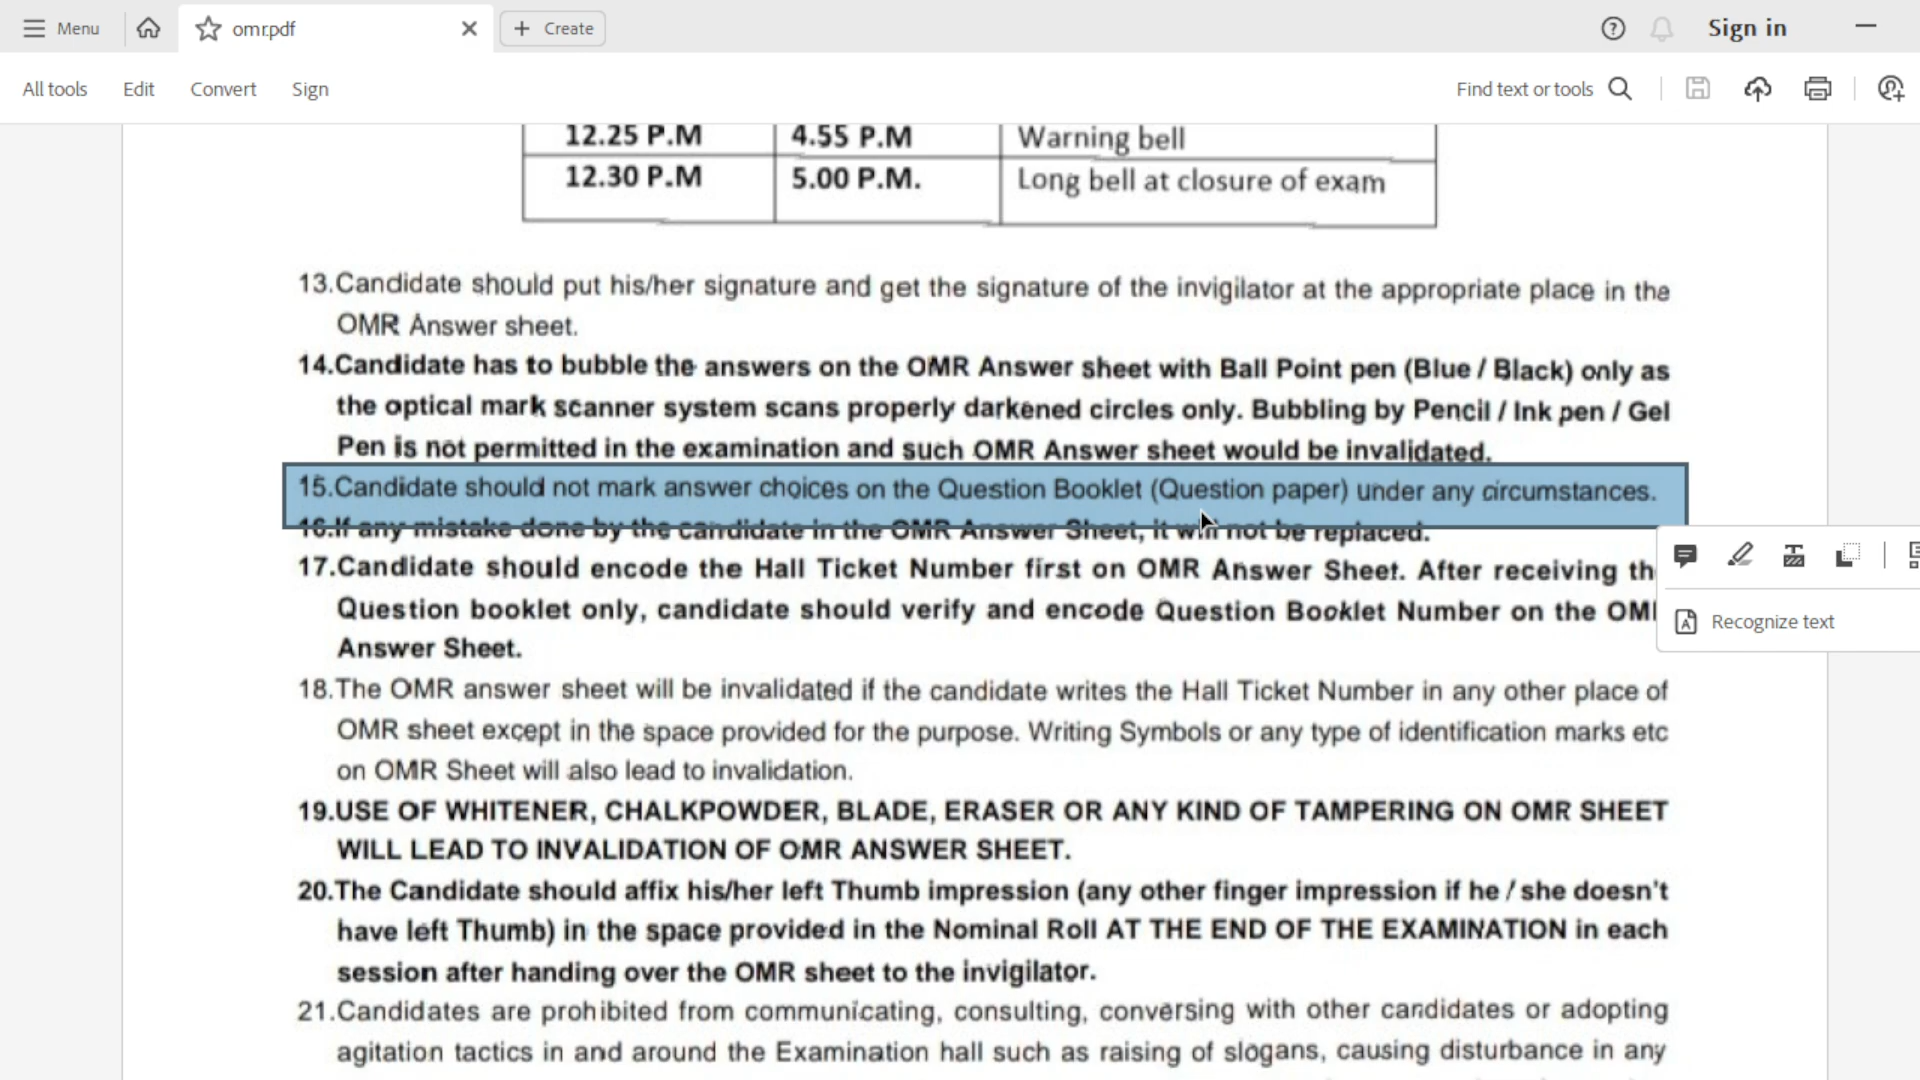 Menu omr.pdf Create Sign in
All tools Edit Convert Sign Find text or tools
12.25 P.M 4.55 P.M Warning bell
12.30 P.M 5.00 P.M. Long bell at closure of exam
13.Candidate should put his/her signature and get the signature of the invigilator at the appropriate place in the
OMR Answer sheet.
14.Candidate has to bubble the answers on the OMR Answer sheet with Ball Point pen (Blue / Black) only as
the optical mark scanner system scans properly darkened circles only. Bubbling by Pencil / Ink pen / Gel
Pen is not permitted in the examination and such OMR Answer sheet would be invalidated.
15.Candidate should not mark answer choices on the Question Booklet (Question paper) under any circumstances.
16.If any mistake done by the candidate in the OMR Answer Sheet, it will not be replaced.
17.Candidate should encode the Hall Ticket Number first on OMR Answer Sheet. After receiving th
Question booklet only, candidate should verify and encode Question Booklet Number on the OM
Answer Sheet.
Recognize text
18.The OMR answer sheet will be invalidated if the candidate writes the Hall Ticket Number in any other place of
OMR sheet except in the space provided for the purpose. Writing Symbols or any type of identification marks etc
on OMR Sheet will also lead to invalidation.
19.USE OF WHITENER, CHALKPOWDER, BLADE, ERASER OR ANY KIND OF TAMPERING ON OMR SHEET
WILL LEAD TO INVALIDATION OF OMR ANSWER SHEET.
20.The Candidate should affix his/her left Thumb impression (any other finger impression if he / she doesn't
have left Thumb) in the space provided in the Nominal Roll AT THE END OF THE EXAMINATION in each
session after handing over the OMR sheet to the invigilator.
21.Candidates are prohibited from communicating, consulting, conversing with other candidates or adopting
agitation tactics in and around the Examination hall such as raising of slogans, causing disturbance in any